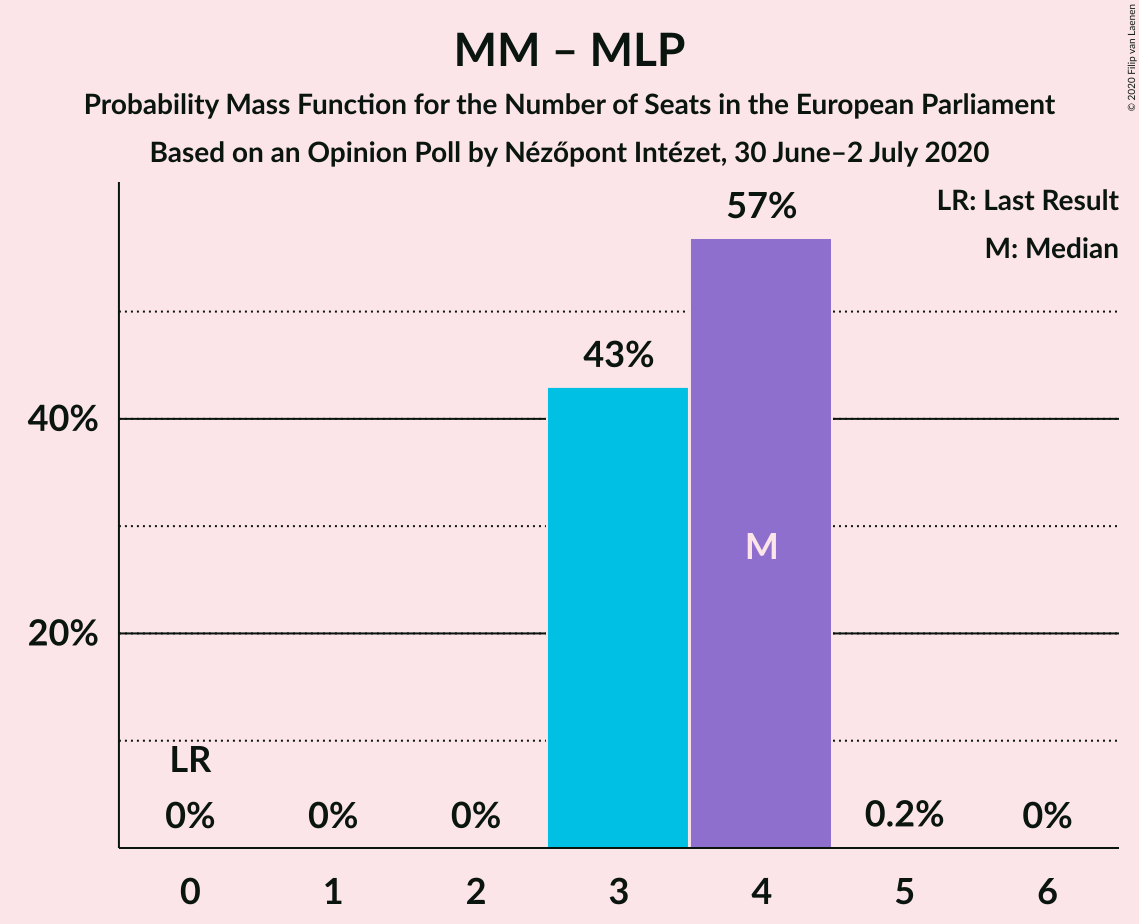 MM – MLP
Probability Mass Function for the Number of Seats in the European Parliament
Based on an Opinion Poll by Nézőpont Intézet, 30 June–2 July 2020
© 2020 Filip van Laenen
LR: Last Result
M: Median
57%
43%
40%
M
20%
LR
0% 0% 0% 0.2% 0%
0 1 2 3 4 5 6